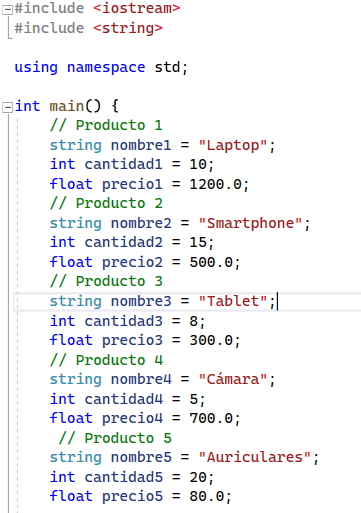 #include <iostream>
#include <string>
using namespace std;
int main() {
// Producto 1
string nombre1 = "Laptop";
int cantidad1 = 10;
float precio1 = 1200.0;
// Producto 2
string nombre2 = "Smartphone";
int cantidad2 = 15;
float precio2 = 500.0;
// Producto 3
string nombre3 = "Tablet";
int cantidad3 = 8;
float precio3 = 300.0;
// Producto 4
string nombre4 = "Cámara";
int cantidad4 = 5;
float precio4 = 700.0;
// Producto 5
string nombre5 = "Auriculares";
int cantidad5 = 20;
float precio5 = 80.0;